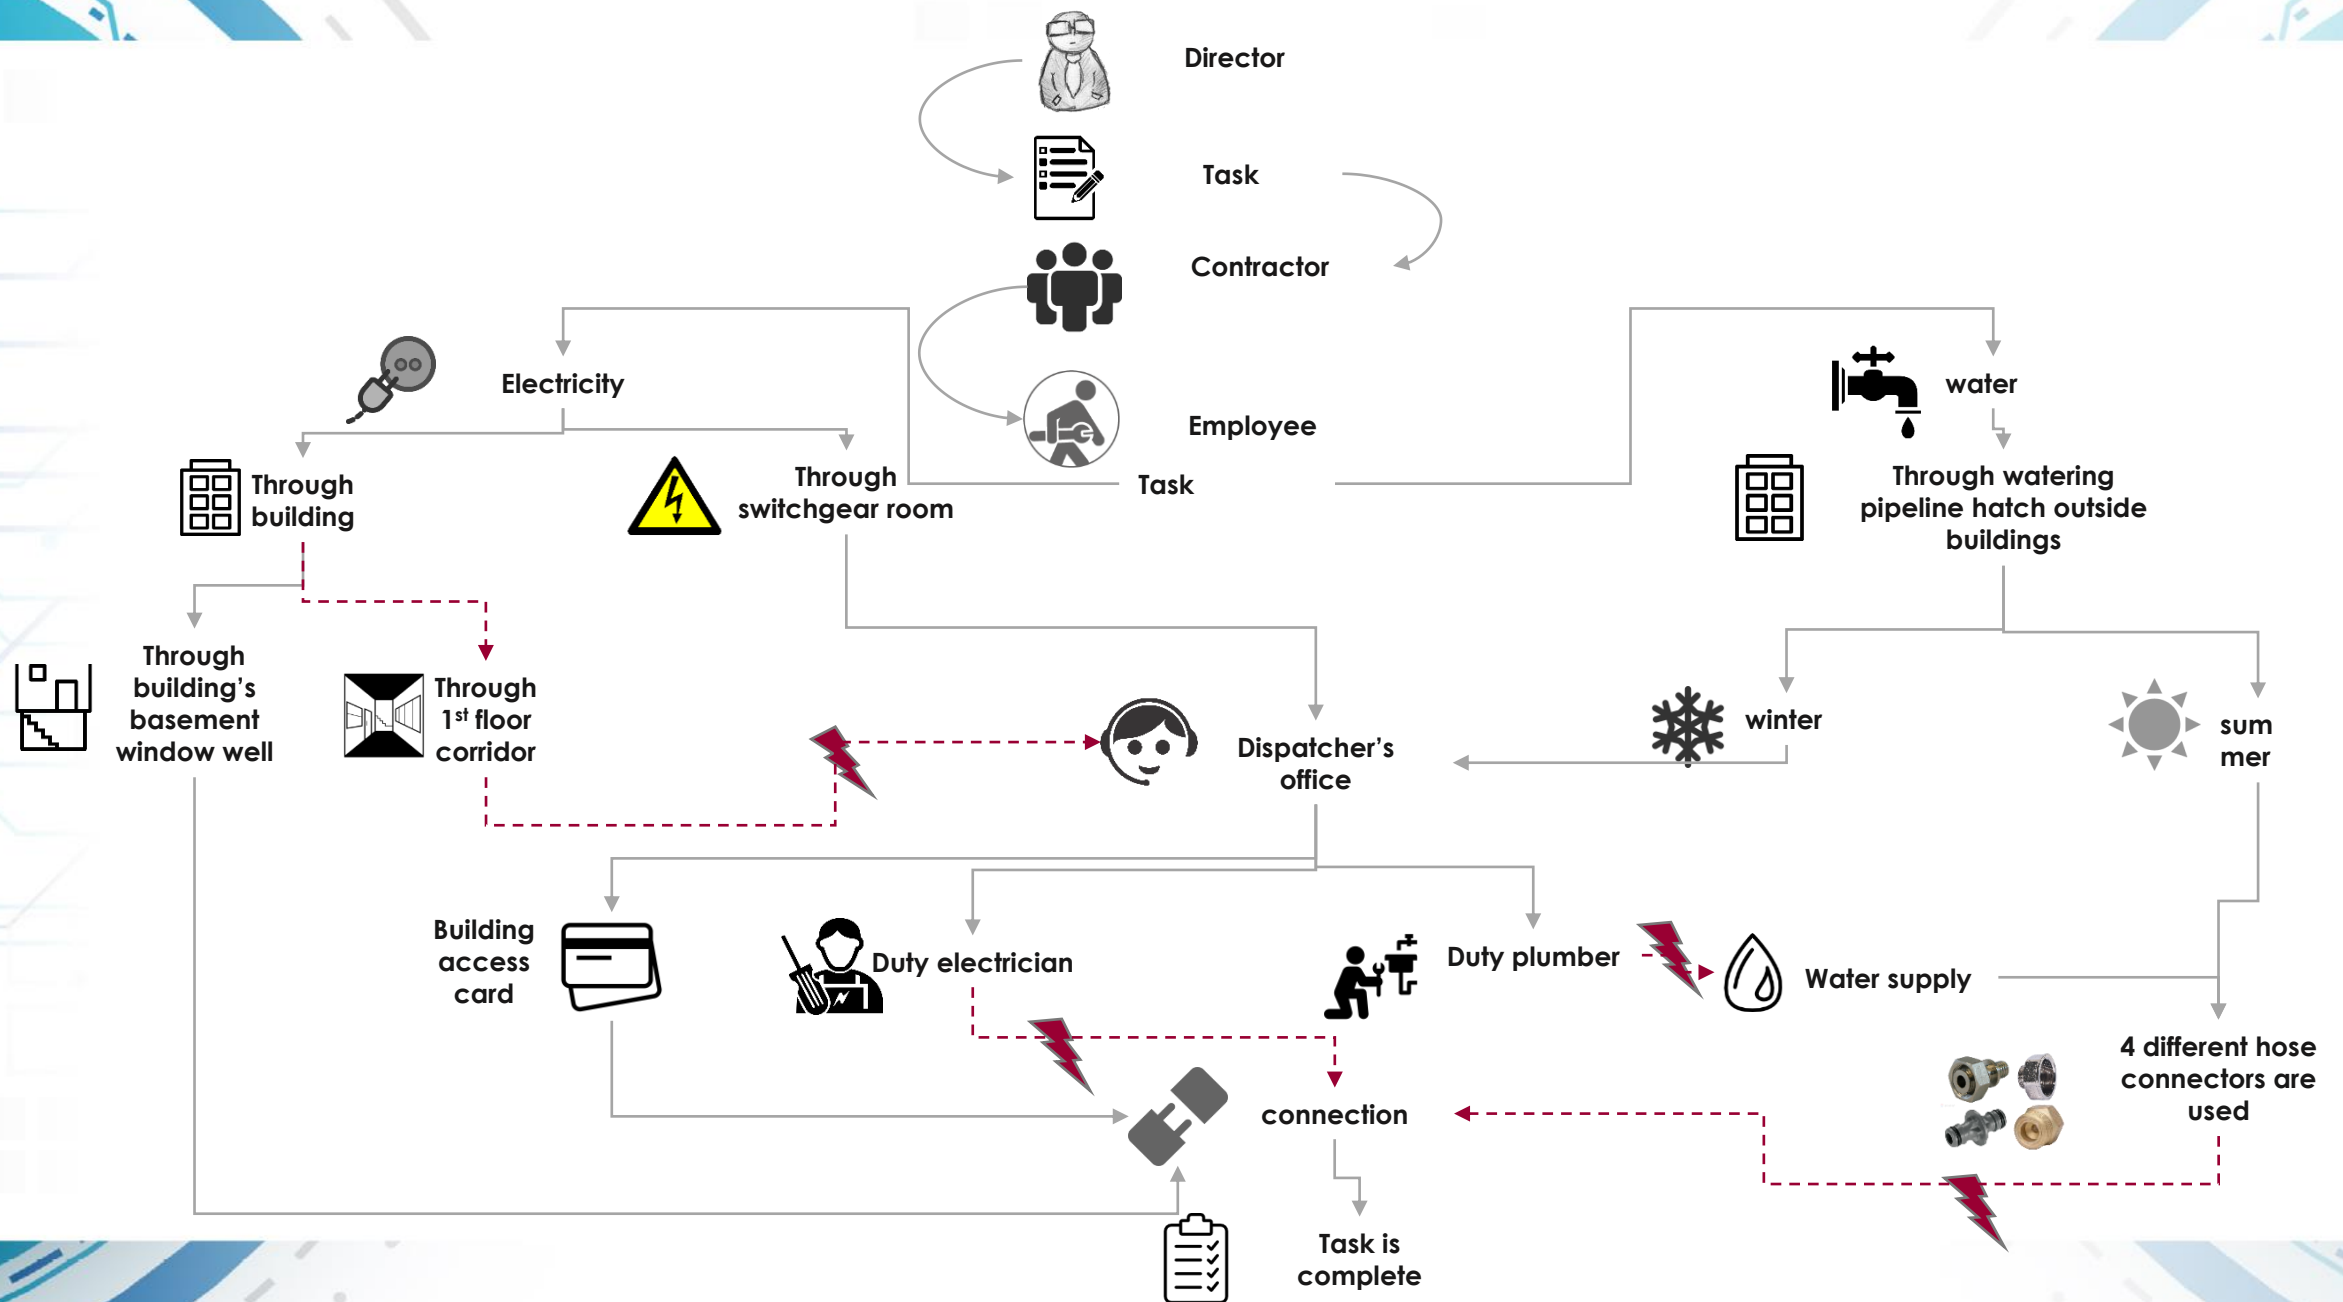 Director
Task
Contractor
Electricity
water
Employee
Task
Through
building
Through
switchgear room
Through watering
pipeline hatch outside
buildings
Through
building’s
basement
window well
Through
1st floor
corridor
Dispatcher’s
office
winter
sum
mer
Building
access
card
Duty electrician
Duty plumber
Water supply
4 different hose
connectors are
used
connection
Task is
complete